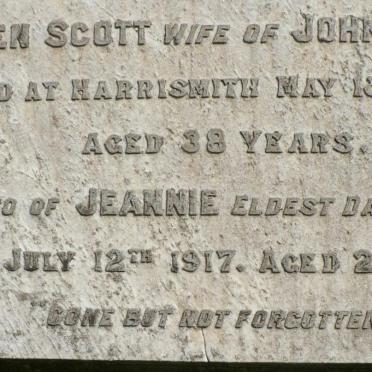 EN SCOTT WIFE OF JOHN
D AT HARRISMITH MAY 13
AGED 38 YEARS.
O OF JEANNIE ELDEST DA
JULY 12TH 1917. AGED 2
"GONE BUT NOT FORGOTTEN